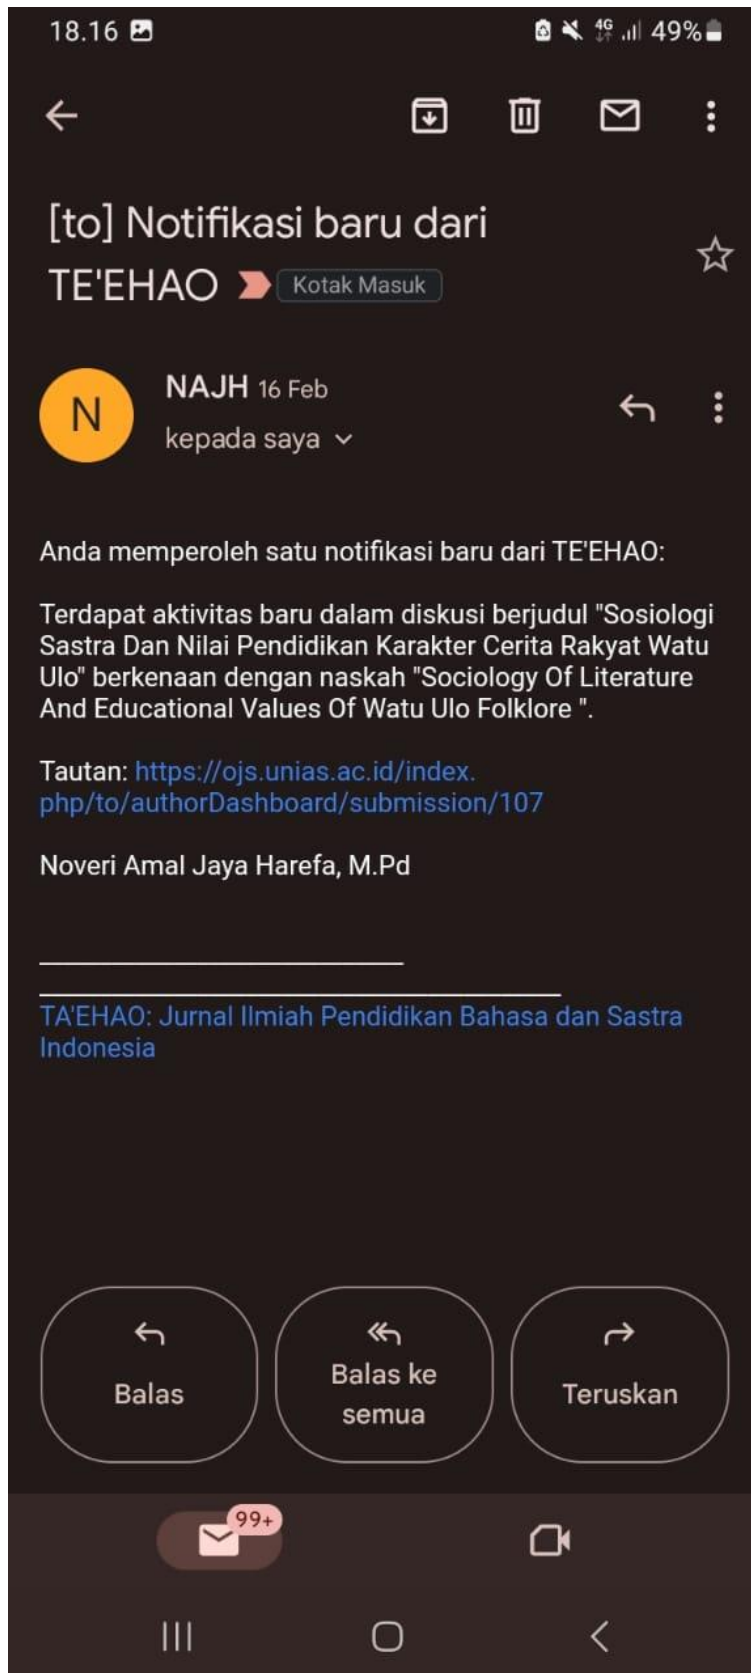 18.16
4G 49%
[to] Notifikasi baru dari
TE'EHAO Kotak Masuk
N
NAJH 16 Feb
kepada saya
Anda memperoleh satu notifikasi baru dari TE'EHAO:
Terdapat aktivitas baru dalam diskusi berjudul "Sosiologi
Sastra Dan Nilai Pendidikan Karakter Cerita Rakyat Watu
Ulo" berkenaan dengan naskah "Sociology Of Literature
And Educational Values Of Watu Ulo Folklore ".
Tautan: https://ojs.unias.ac.id/index.
php/to/authorDashboard/submission/107
Noveri Amal Jaya Harefa, M.Pd
TA'EHAO: Jurnal Ilmiah Pendidikan Bahasa dan Sastra
Indonesia
Balas
Balas ke
semua
Teruskan
99+